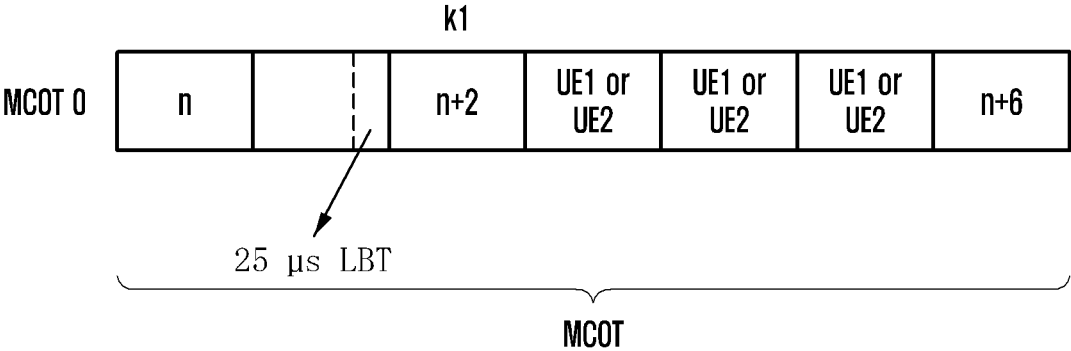 k1
MCOT 0
n
n+2
UE1 or
UE2
UE1 or
UE2
UE1 or
UE2
n+6
25 μs LBT
MCOT